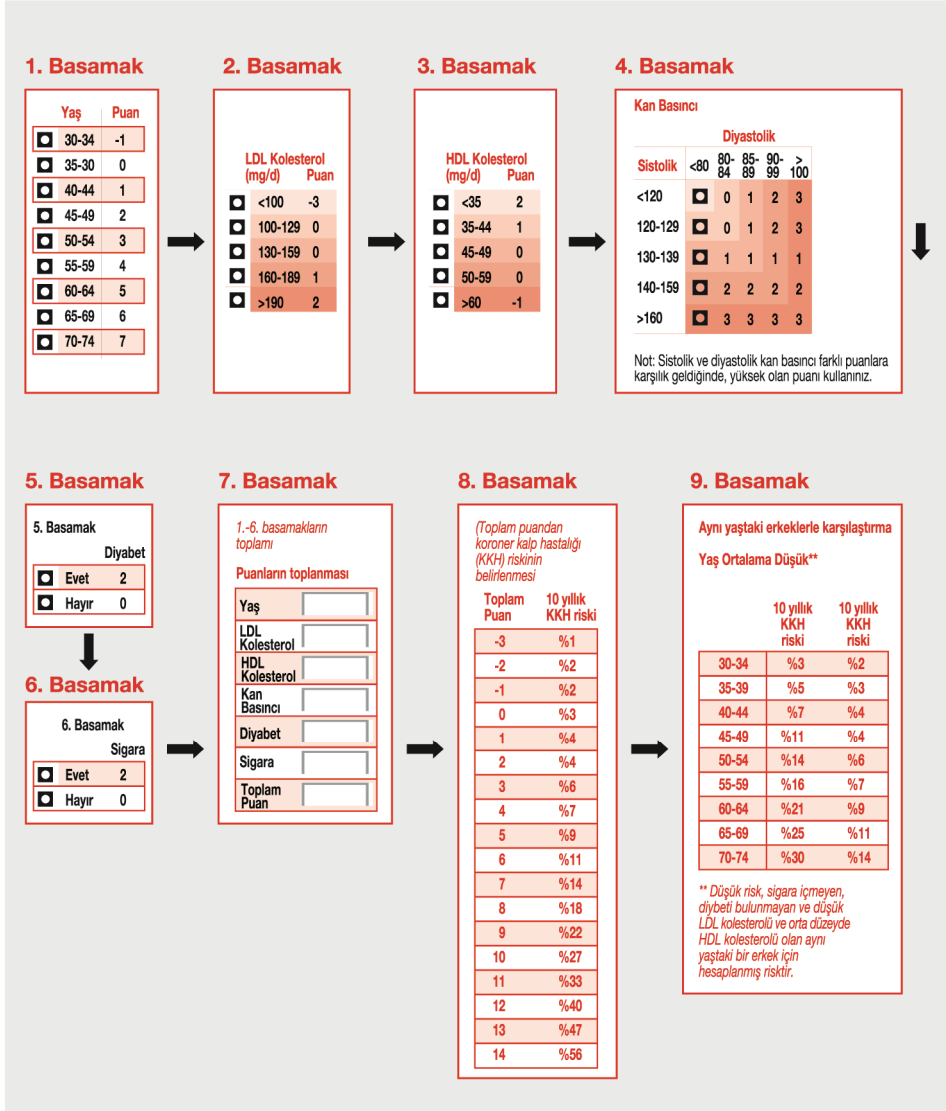 1. Basamak
Yaş Puan
30-34 -1
35-30 0
40-44 1
45-49 2
50-54 3
55-59 4
60-64 5
65-69 6
70-74 7
2. Basamak
LDL Kolesterol
(mg/d) Puan
<100 -3
100-129 0
130-159 0
160-189 1
>190 2
3. Basamak
HDL Kolesterol
(mg/d) Puan
<35 2
35-44 1
45-49 0
50-59 0
>60 -1
4. Basamak
Kan Basıncı
Diyastolik
Sistolik <80 80-84 85-89 90-99 >100
<120 0 1 2 3
120-129 0 1 2 3
130-139 1 1 1 1
140-159 2 2 2 2
>160 3 3 3 3
Not: Sistolik ve diyastolik kan basıncı farklı puanlara
karşılık geldiğinde, yüksek olan puanı kullanınız.
5. Basamak
5. Basamak
Diyabet
Evet 2
Hayır 0
6. Basamak
6. Basamak
Sigara
Evet 2
Hayır 0
7. Basamak
1.-6. basamakların
toplamı
Puanların toplanması
Yaş
LDL
Kolesterol
HDL
Kolesterol
Kan
Basıncı
Diyabet
Sigara
Toplam
Puan
8. Basamak
(Toplam puandan
koroner kalp hastalığı
(KKH) riskinin
belirlenmesi
Toplam 10 yıllık
Puan KKH riski
-3 %1
-2 %2
-1 %2
0 %3
1 %4
2 %4
3 %6
4 %7
5 %9
6 %11
7 %14
8 %18
9 %22
10 %27
11 %33
12 %40
13 %47
14 %56
9. Basamak
Aynı yaştaki erkeklerle karşılaştırma
Yaş Ortalama Düşük**
10 yıllık 10 yıllık
KKH KKH
riski riski
30-34 %3 %2
35-39 %5 %3
40-44 %7 %4
45-49 %11 %4
50-54 %14 %6
55-59 %16 %7
60-64 %21 %9
65-69 %25 %11
70-74 %30 %14
** Düşük risk, sigara içmeyen,
diybeti bulunmayan ve düşük
LDL kolesterolü ve orta düzeyde
HDL kolesterolü olan aynı
yaştaki bir erkek için
hesaplanmış risktir.